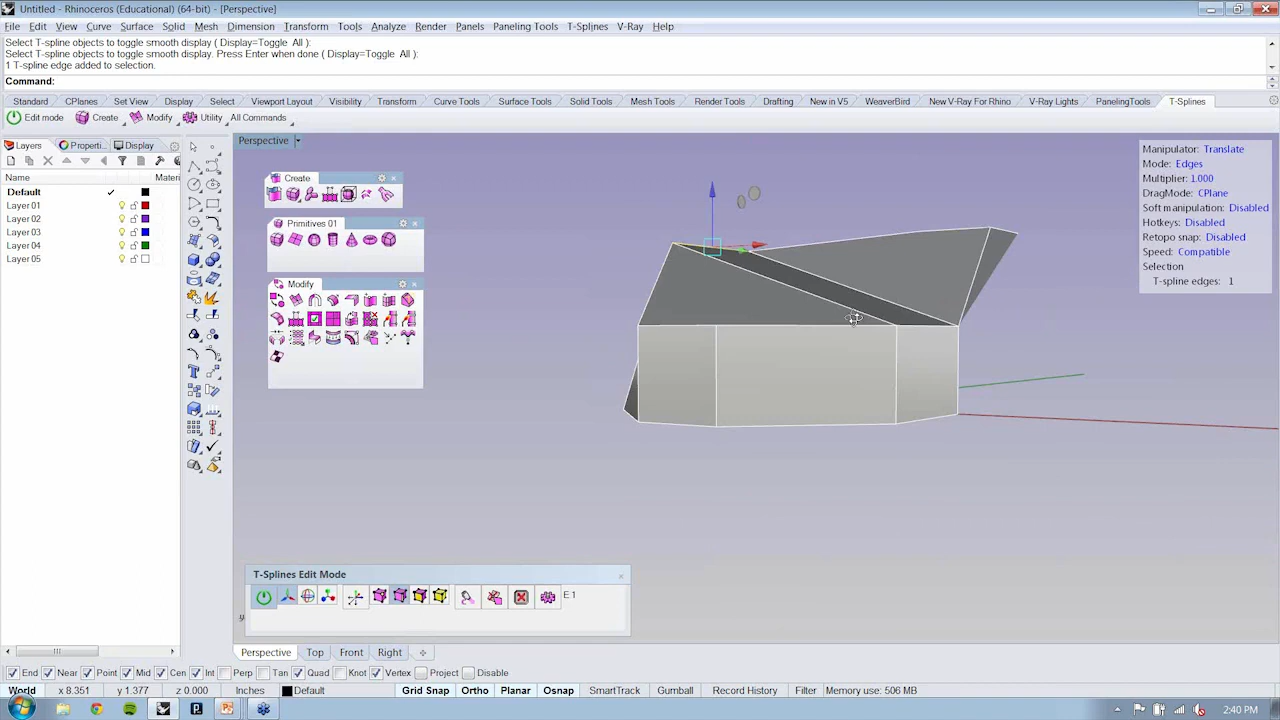 Untitled - Rhinoceros (Educational) (64-bit) - [Perspective]
File Edit View Curve Surface Solid Mesh Dimension Transform Tools Analyze Render Panels Paneling Tools T-Splines V-Ray Help
Select T-spline objects to toggle smooth display ( Display=Toggle All ):
Select T-spline objects to toggle smooth display. Press Enter when done ( Display=Toggle All ):
1 T-spline edge added to selection.
Command:
Standard CPlanes Set View Display Select Viewport Layout Visibility Transform Curve Tools Surface Tools Solid Tools Mesh Tools Render Tools Drafting New in V5 WeaverBird New V-Ray For Rhino V-Ray Lights PanelingTools T-Splines
Edit mode Create Modify Utility All Commands
Layers Properti... Display
Perspective
Name Materi
Default
Layer 01
Layer 02
Layer 03
Layer 04
Layer 05
Create
Primitives 01
Modify
Manipulator: Translate
Mode: Edges
Multiplier: 1.000
DragMode: CPlane
Soft manipulation: Disabled
Hotkeys: Disabled
Retopo snap: Disabled
Speed: Compatible
Selection
T-spline edges: 1
T-Splines Edit Mode
E 1
y
Perspective Top Front Right
End Near Point Mid Cen Int Perp Tan Quad Knot Vertex Project Disable
World x 8.351 y 1.377 z 0.000 Inches Default Grid Snap Ortho Planar Osnap SmartTrack Gumball Record History Filter Memory use: 506 MB
2:40 PM